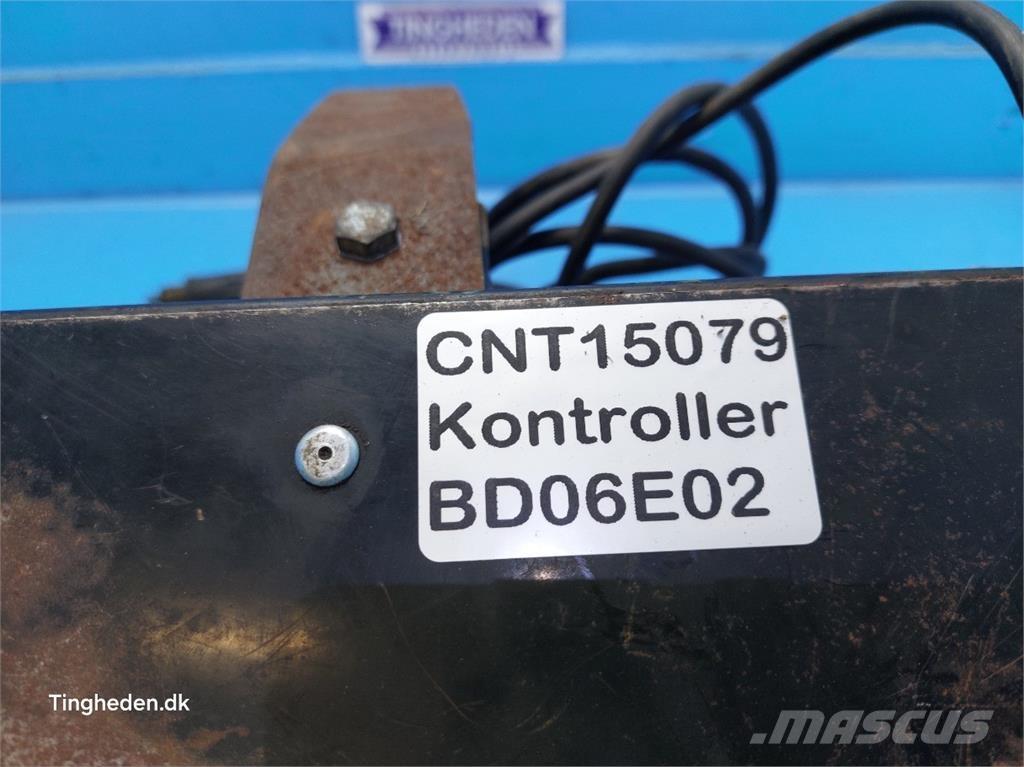 TINGHEDEN
CNT15079
Kontroller
BD06E02
Tingheden.dk
MASCUS